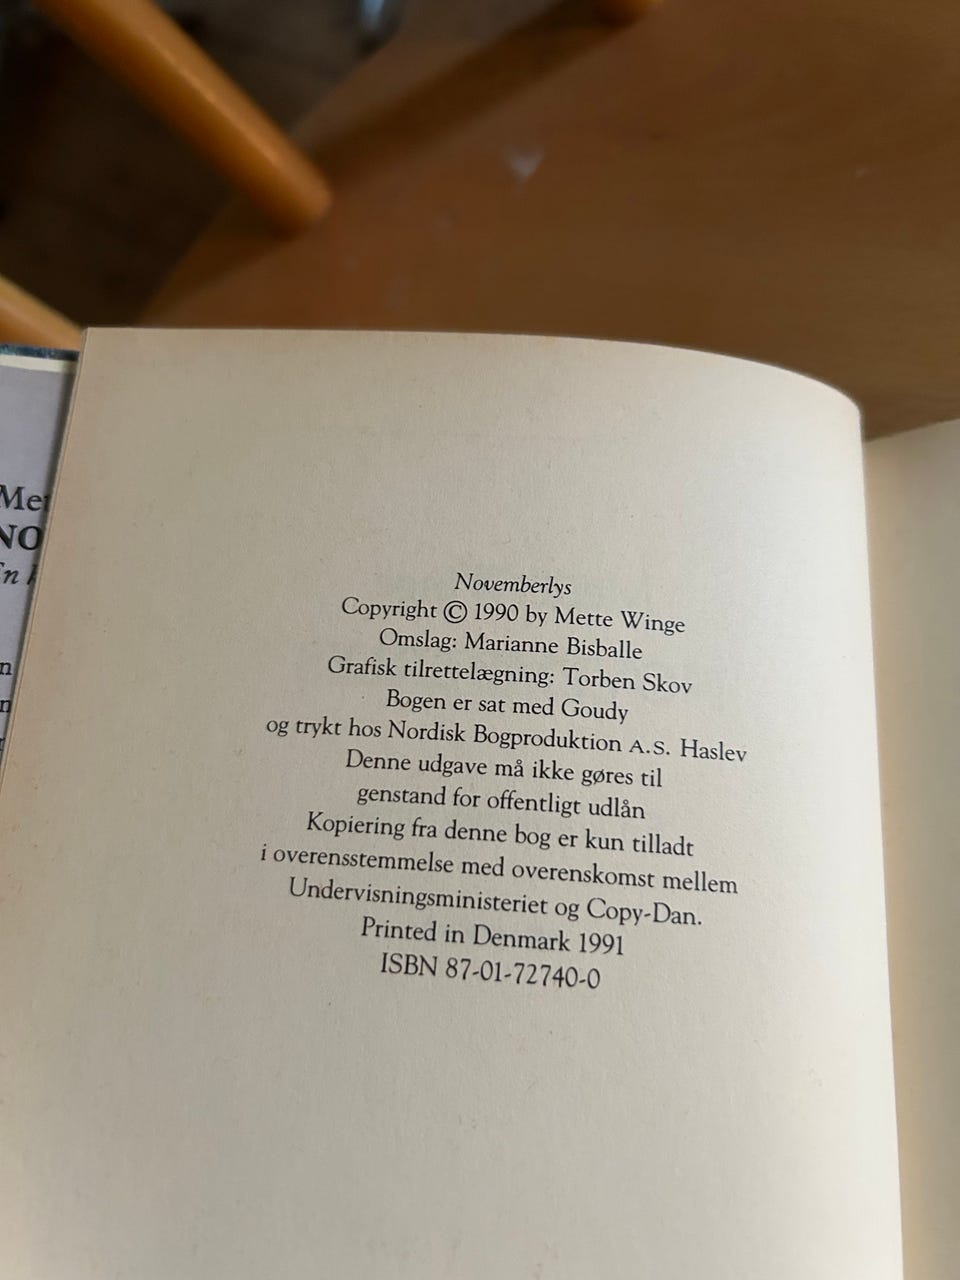 NO
Novemberlys
Copyright © 1990 by Mette Winge
Omslag: Marianne Bisballe
Grafisk tilrettelægning: Torben Skov
Bogen er sat med Goudy
og trykt hos Nordisk Bogproduktion A.S. Haslev
Denne udgave må ikke gøres til
genstand for offentligt udlån
Kopiering fra denne bog er kun tilladt
i overensstemmelse med overenskomst mellem
Undervisningsministeriet og Copy-Dan.
Printed in Denmark 1991
ISBN 87-01-72740-0